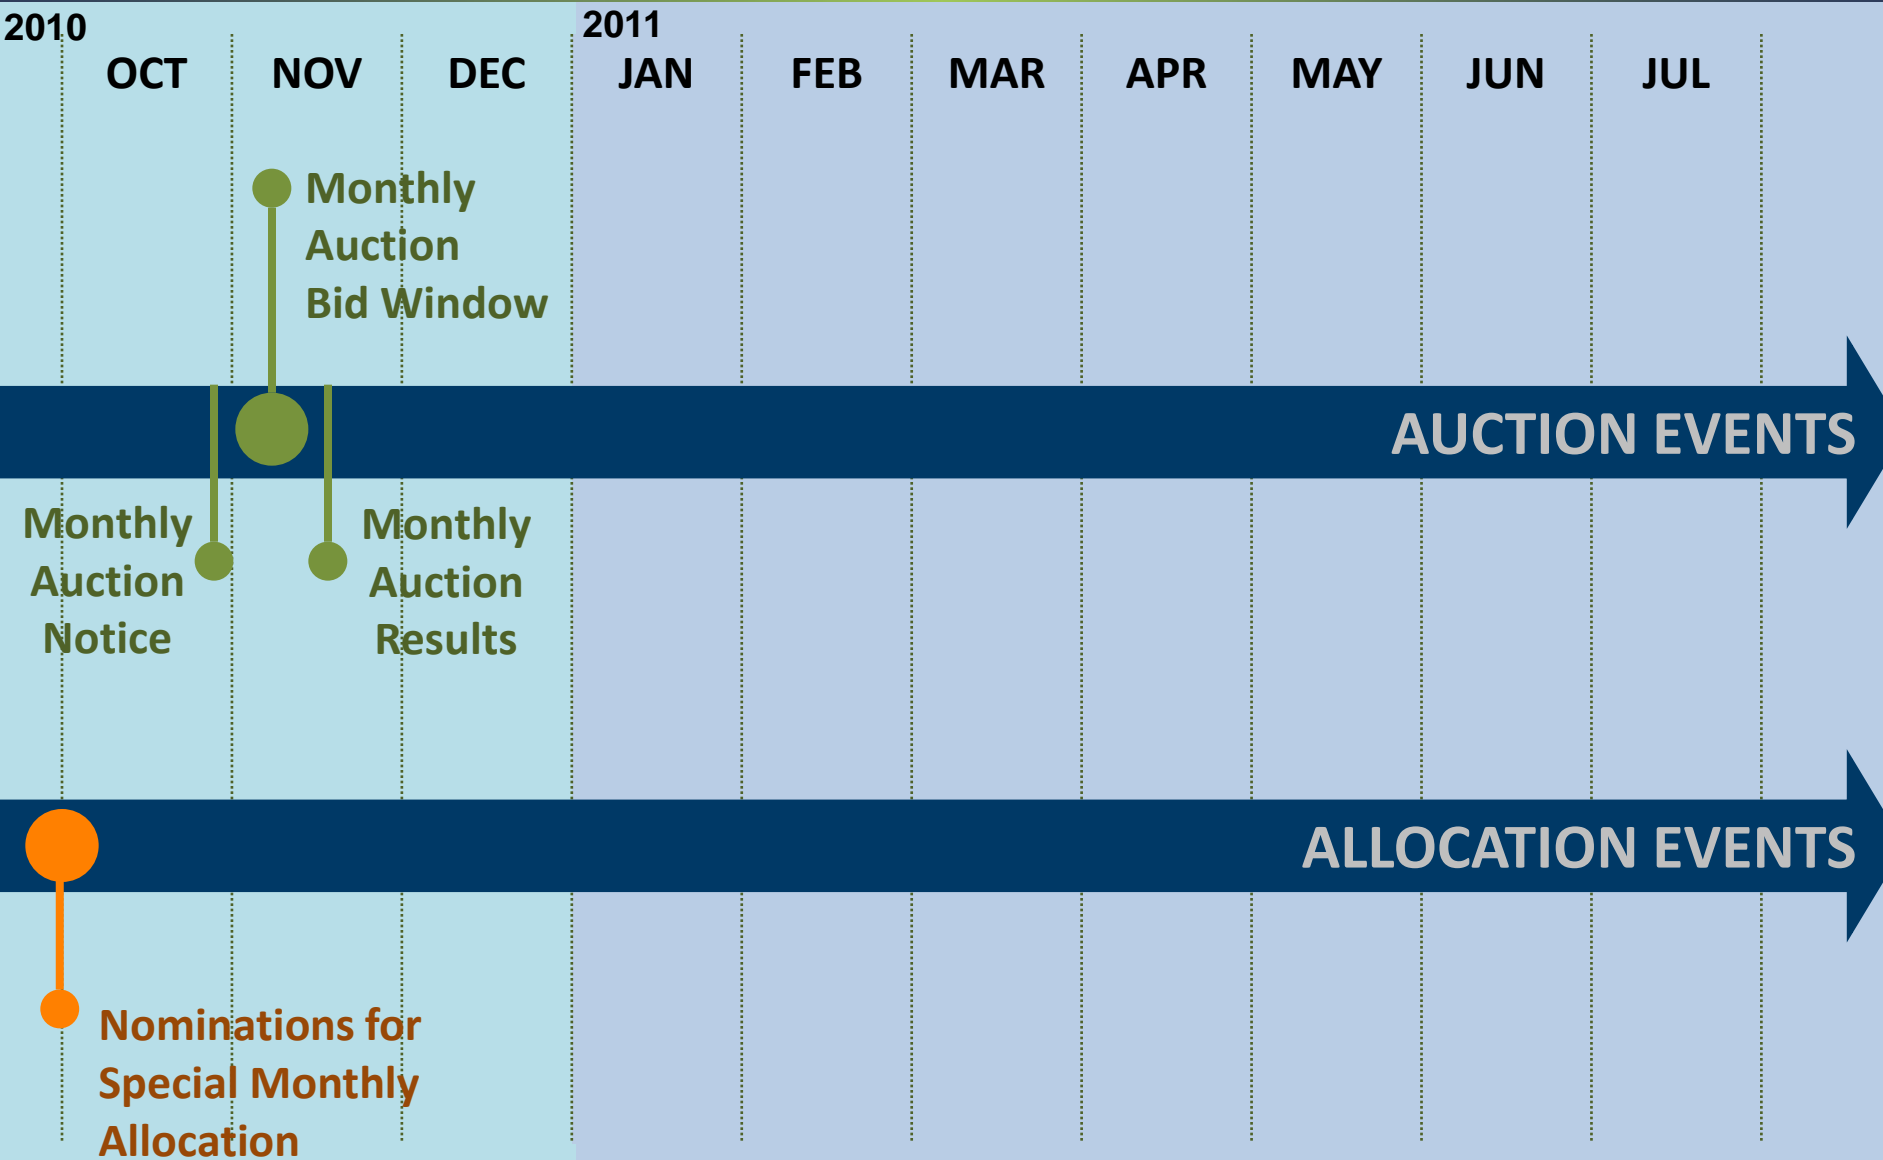 2010
2011
OCT NOV DEC JAN FEB MAR APR MAY JUN JUL
Monthly
Auction
Bid Window
AUCTION EVENTS
Monthly
Auction
Notice
Monthly
Auction
Results
ALLOCATION EVENTS
Nominations for
Special Monthly
Allocation